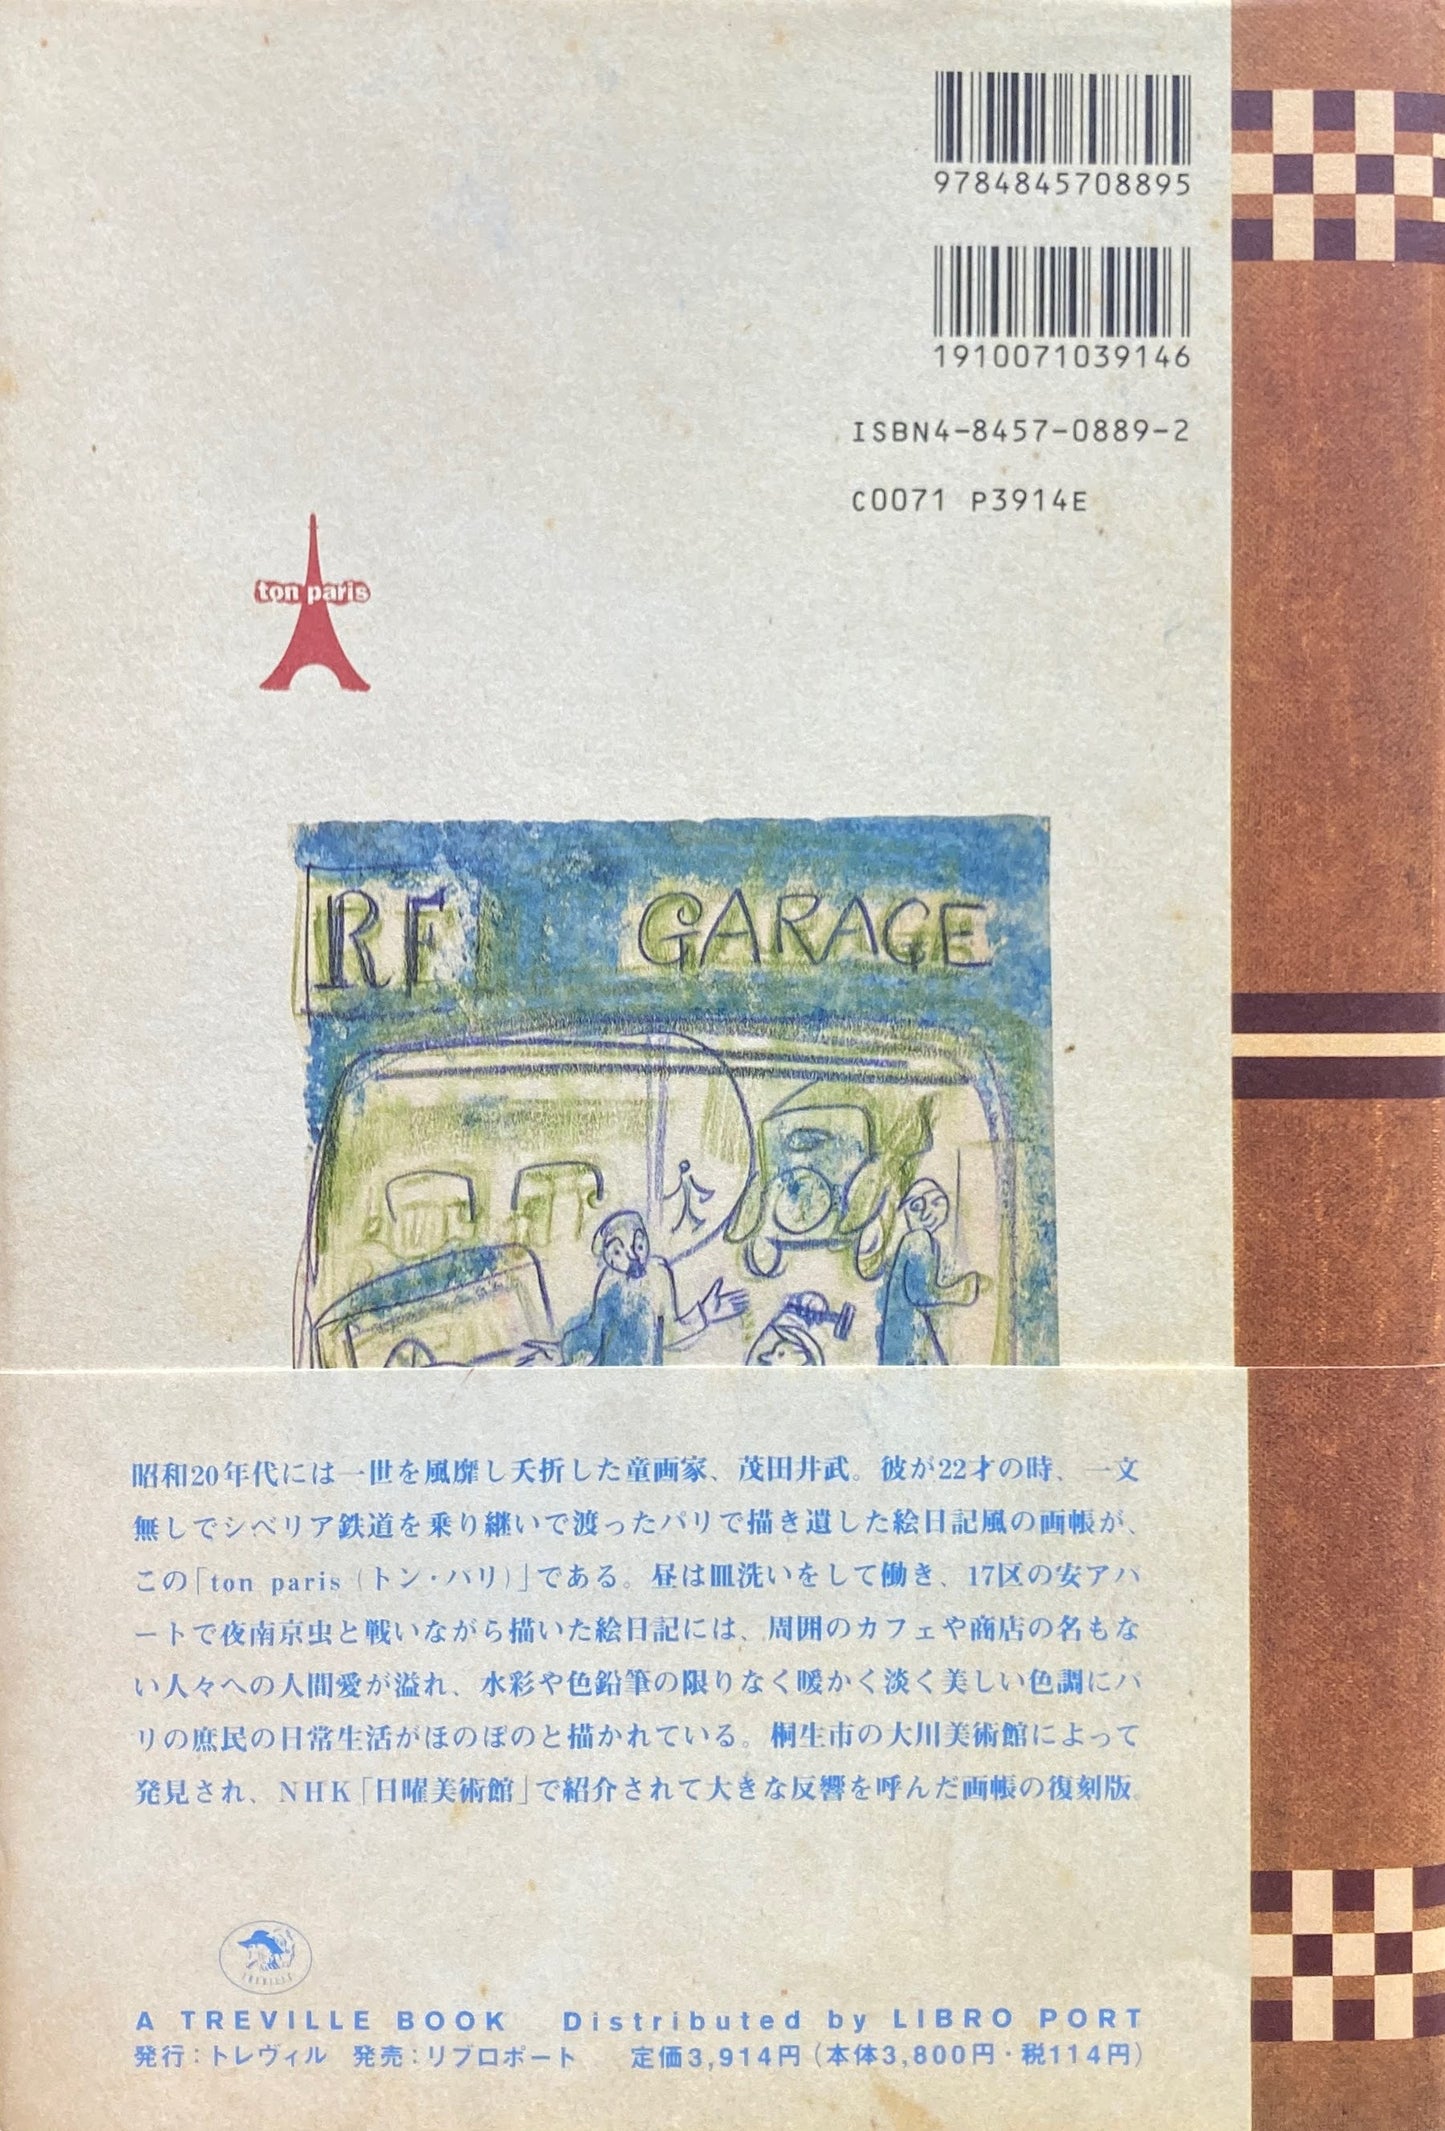 9784845708895
1910071039146
ISBN4-8457-0889-2
C0071 P3914E
ton paris
RF GARAGE
昭和20年代には一世を風靡し夭折した童画家、茂田井武。彼が22才の時、一文
無しでシベリア鉄道を乗り継いで渡ったパリで描き遺した絵日記風の画帳が、
この「ton paris（トン・パリ）」である。昼は皿洗いをして働き、17区の安アパ
ートで夜南京虫と戦いながら描いた絵日記には、周囲のカフェや商店の名もな
い人々への人間愛が溢れ、水彩や色鉛筆の限りなく暖かく淡く美しい色調にパ
リの庶民の日常生活がほのぼのと描かれている。桐生市の大川美術館によって
発見され、NHK「日曜美術館」で紹介されて大きな反響を呼んだ画帳の復刻版。
TREVILLE
A TREVILLE BOOK Distributed by LIBRO PORT
発行：トレヴィル 発売：リブロポート 定価3,914円（本体3,800円・税114円）